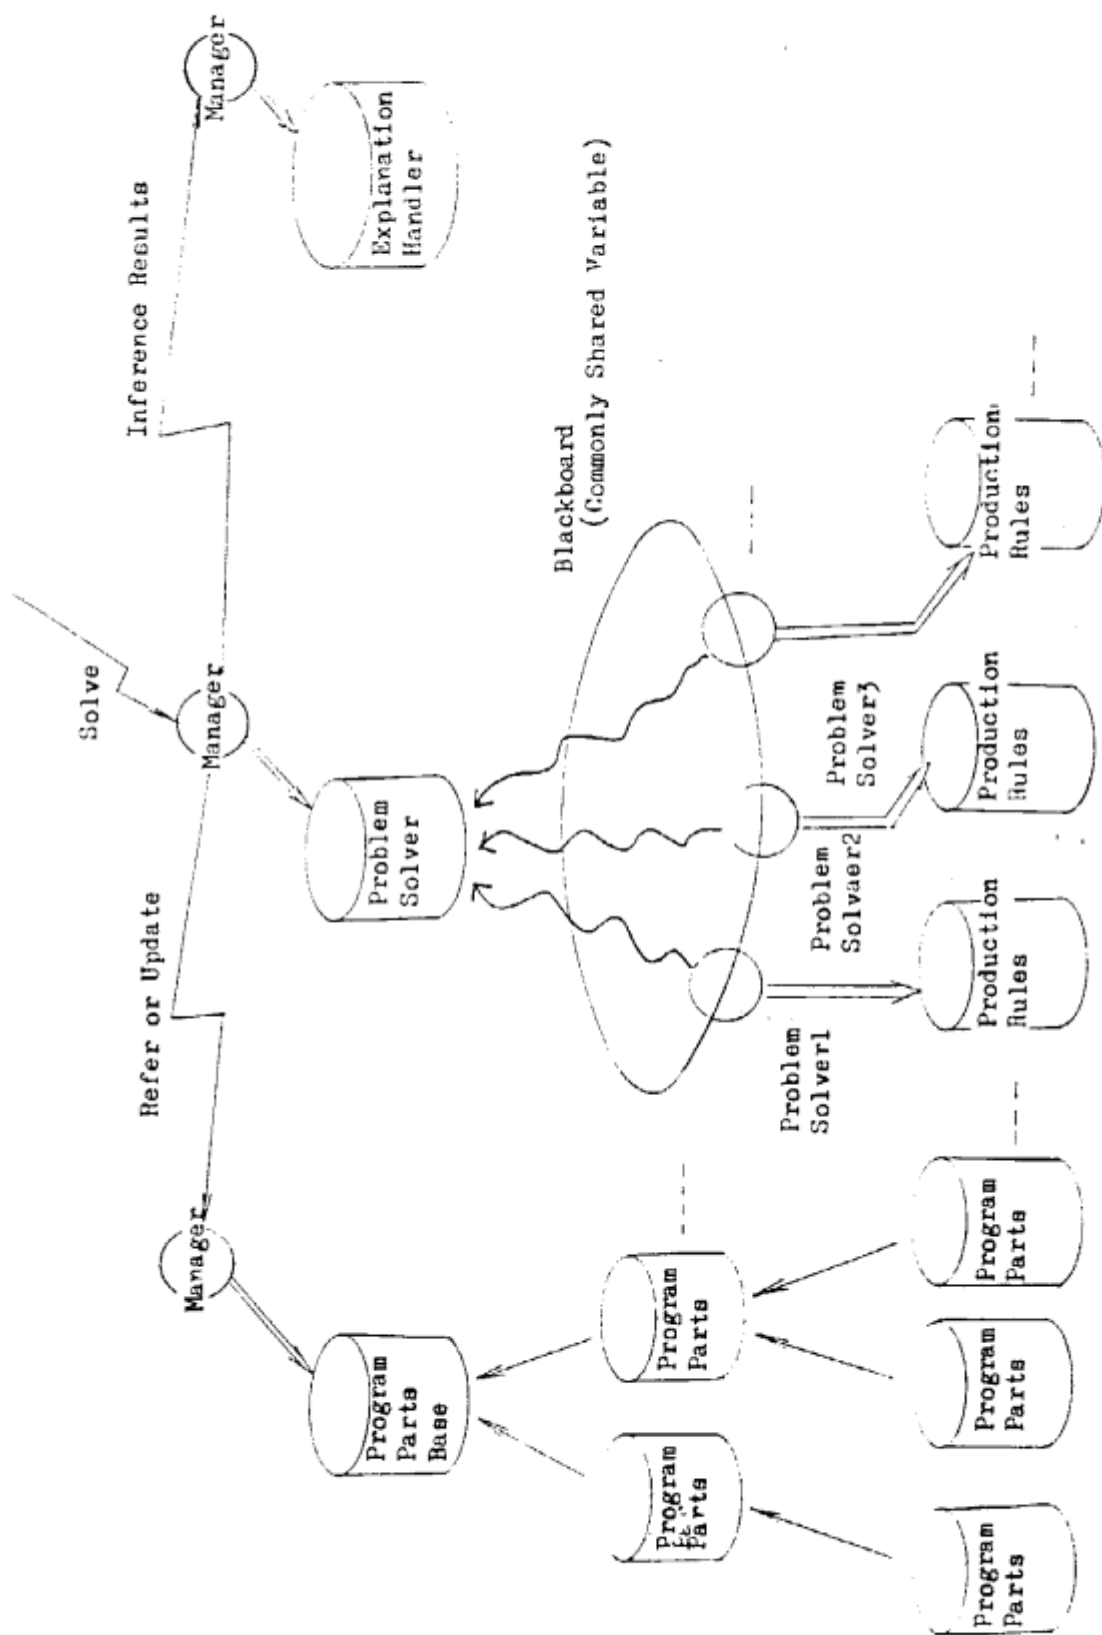 Solve
Refer or Update
Inference Results
Manager
Manager
Manager
Program
Parts
Base
Problem
Solver
Explanation
Handler
Blackboard
(Commonly Shared Variable)
Program
Parts
Program
Parts
Problem
Solver1
Problem
Solvaer2
Problem
Solver3
Program
Parts
Program
Parts
Program
Parts
Production
Rules
Production
Rules
Production
Rules